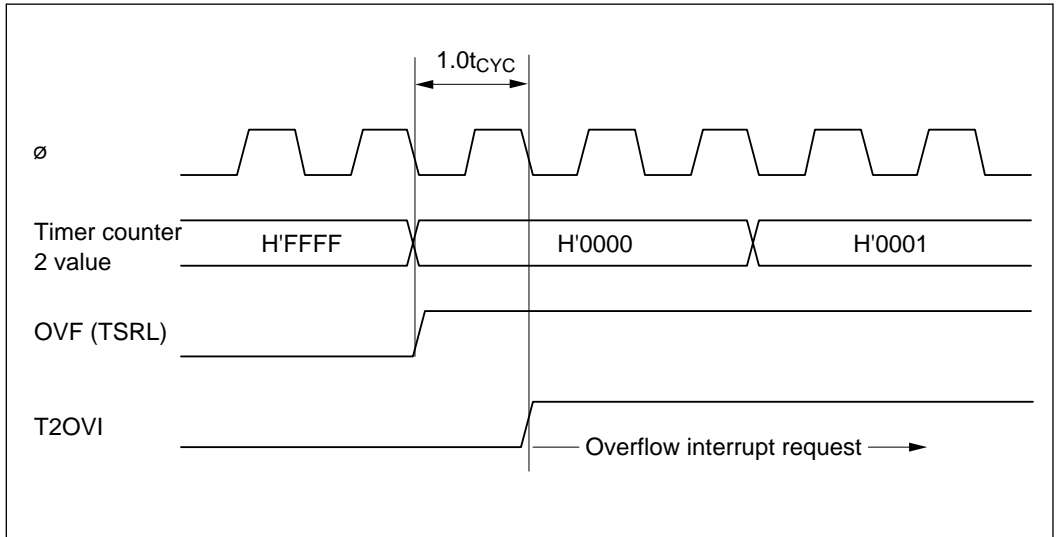 1.0tCYC
ø
Timer counter
2 value
H'FFFF
H'0000
H'0001
OVF (TSRL)
T2OVI
Overflow interrupt request